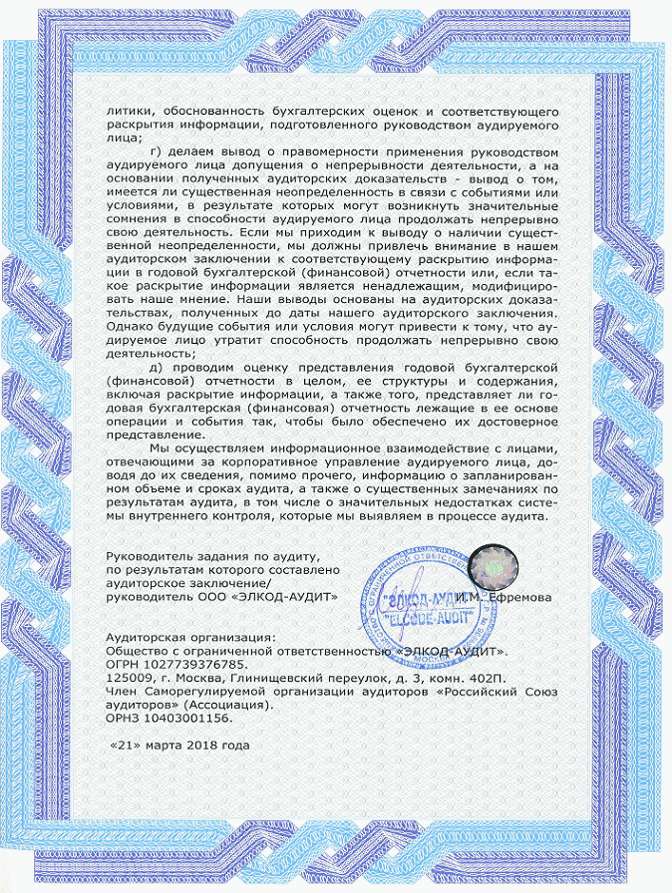 литики, обоснованность бухгалтерских оценок и соответствующего
раскрытия информации, подготовленного руководством аудируемого
лица;
г) делаем вывод о правомерности применения руководством
аудируемого лица допущения о непрерывности деятельности, а на
основании полученных аудиторских доказательств - вывод о том,
имеется ли существенная неопределенность в связи с событиями или
условиями, в результате которых могут возникнуть значительные
сомнения в способности аудируемого лица продолжать непрерывно
свою деятельность. Если мы приходим к выводу о наличии сущест-
венной неопределенности, мы должны привлечь внимание в нашем
аудиторском заключении к соответствующему раскрытию информа-
ции в годовой бухгалтерской (финансовой) отчетности или, если та-
кое раскрытие информации является ненадлежащим, модифициро-
вать наше мнение. Наши выводы основаны на аудиторских доказа-
тельствах, полученных до даты нашего аудиторского заключения.
Однако будущие события или условия могут привести к тому, что ау-
дируемое лицо утратит способность продолжать непрерывно свою
деятельность;
д) проводим оценку представления годовой бухгалтерской
(финансовой) отчетности в целом, ее структуры и содержания,
включая раскрытие информации, а также того, представляет ли го-
довая бухгалтерская (финансовая) отчетность лежащие в ее основе
операции и события так, чтобы было обеспечено их достоверное
представление.
Мы осуществляем информационное взаимодействие с лицами,
отвечающими за корпоративное управление аудируемого лица, до-
водя до их сведения, помимо прочего, информацию о запланирован-
ном объеме и сроках аудита, а также о существенных замечаниях по
результатам аудита, в том числе о значительных недостатках систе-
мы внутреннего контроля, которые мы выявляем в процессе аудита.
Руководитель задания по аудиту,
по результатам которого составлено
аудиторское заключение/
руководитель ООО «ЭЛКОД-АУДИТ» И.М. Ефремова
"ЭЛКОД-АУДИТ"
"ELCODE-AUDIT"
МОСКВА
Аудиторская организация:
Общество с ограниченной ответственностью «ЭЛКОД-АУДИТ».
ОГРН 1027739376785.
125009, г. Москва, Глинищевский переулок, д. 3, комн. 402П.
Член Саморегулируемой организации аудиторов «Российский Союз
аудиторов» (Ассоциация).
ОРНЗ 10403001156.
«21» марта 2018 года